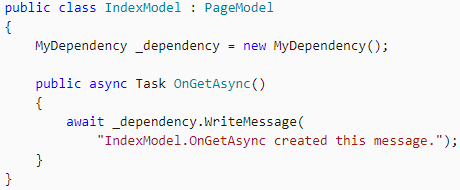 public class IndexModel : PageModel
{
    MyDependency _dependency = new MyDependency();

    public async Task OnGetAsync()
    {
        await _dependency.WriteMessage(
            "IndexModel.OnGetAsync created this message.");
    }
}